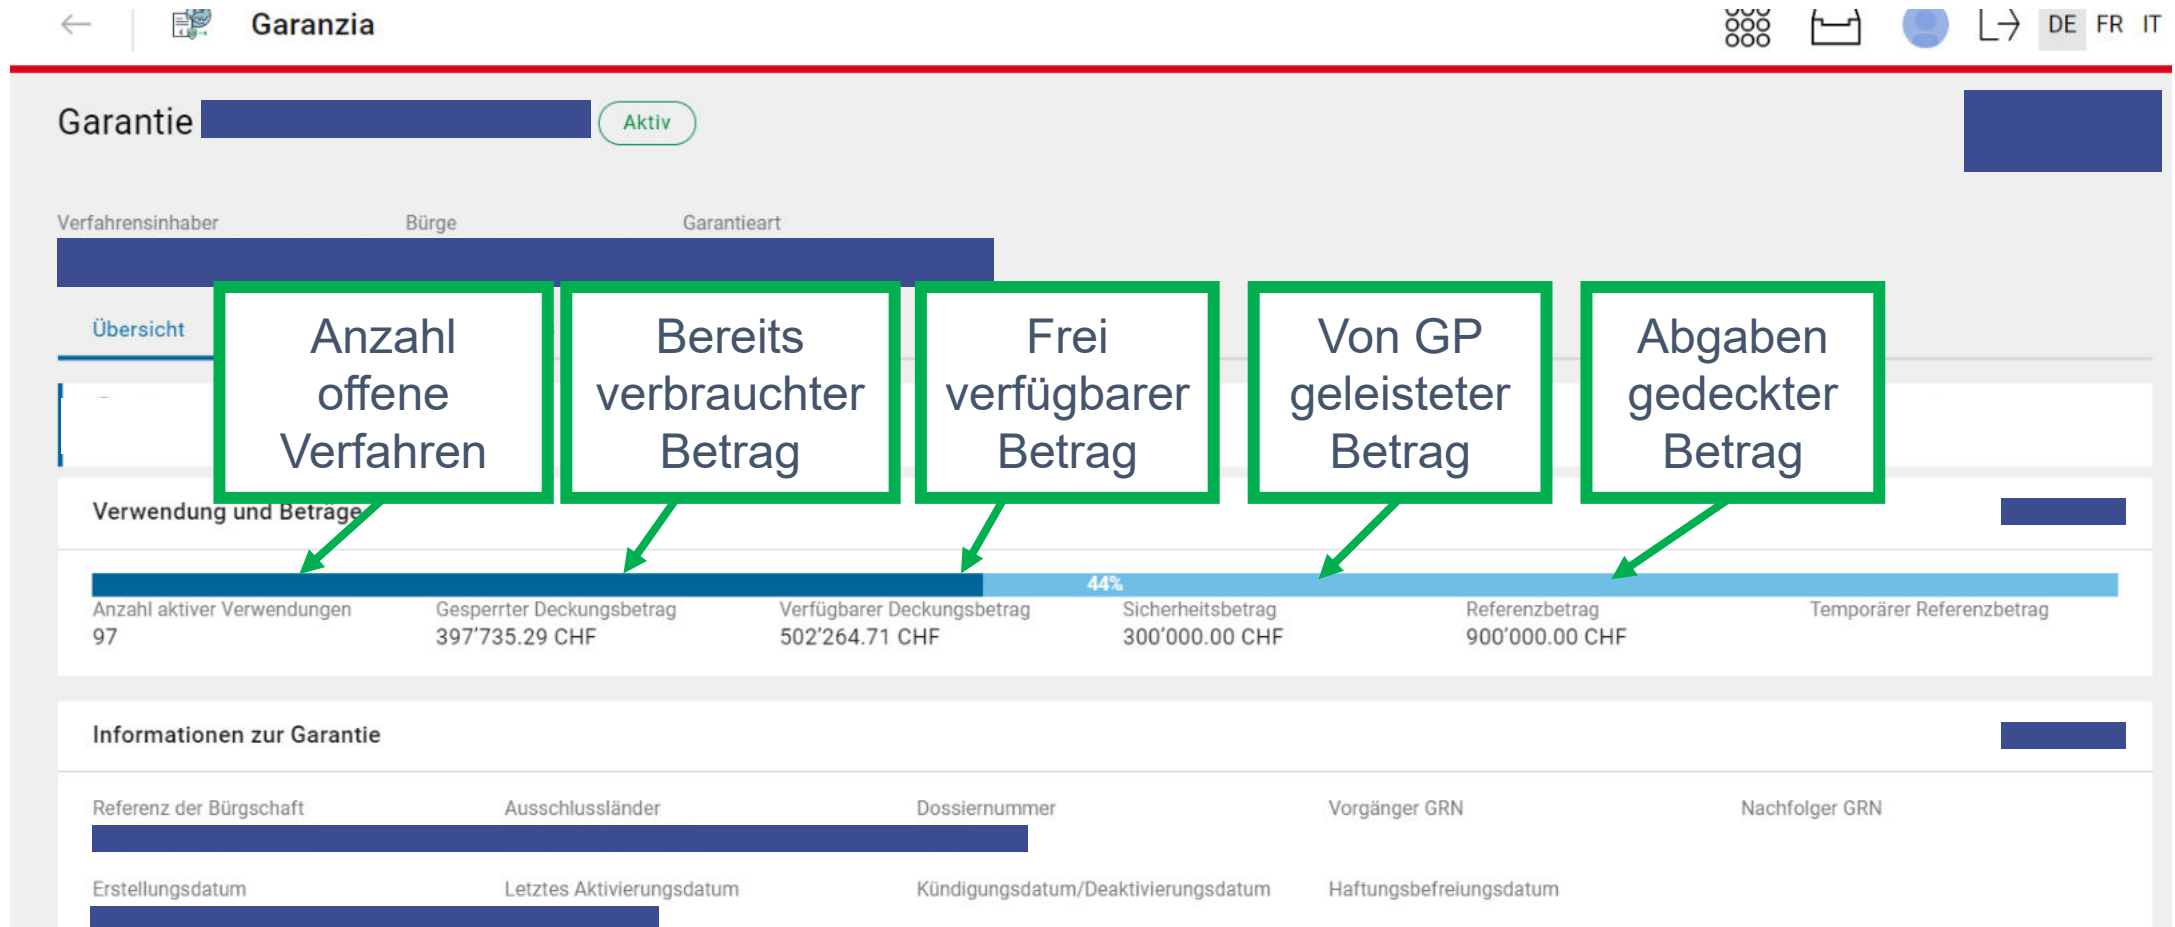 Garanzia
DE FR IT
Garantie
Aktiv
Verfahrensinhaber Bürge Garantieart
Übersicht
Anzahl
offene
Verfahren
Bereits
verbrauchter
Betrag
Frei
verfügbarer
Betrag
Von GP
geleisteter
Betrag
Abgaben
gedeckter
Betrag
Verwendung und Beträge
44%
Anzahl aktiver Verwendungen Gesperrter Deckungsbetrag Verfügbarer Deckungsbetrag Sicherheitsbetrag Referenzbetrag Temporärer Referenzbetrag
97 397’735.29 CHF 502’264.71 CHF 300’000.00 CHF 900’000.00 CHF
Informationen zur Garantie
Referenz der Bürgschaft Ausschlussländer Dossiernummer Vorgänger GRN Nachfolger GRN
Erstellungsdatum Letztes Aktivierungsdatum Kündigungsdatum/Deaktivierungsdatum Haftungsbefreiungsdatum